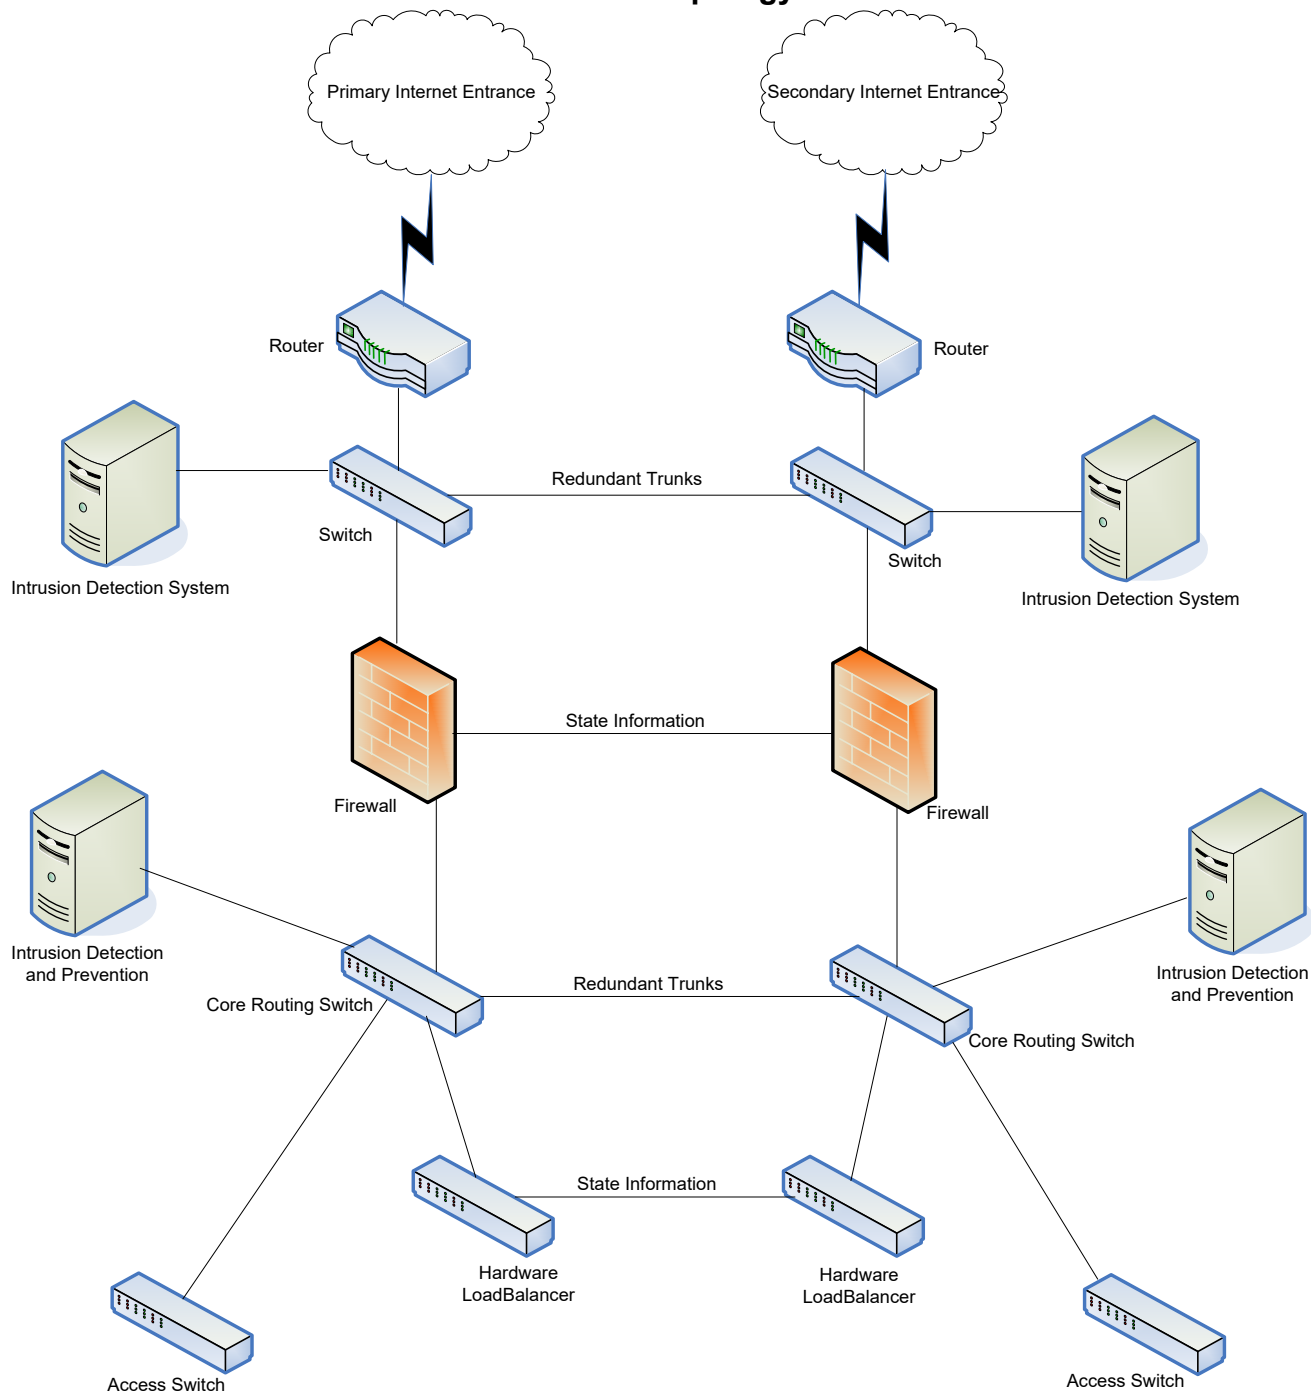 Primary Internet Entrance
Secondary Internet Entrance
Router
Router
Redundant Trunks
Switch
Switch
Intrusion Detection System
Intrusion Detection System
State Information
Firewall
Firewall
Intrusion Detection
and Prevention
Intrusion Detection
and Prevention
Redundant Trunks
Core Routing Switch
Core Routing Switch
State Information
Hardware
LoadBalancer
Hardware
LoadBalancer
Access Switch
Access Switch